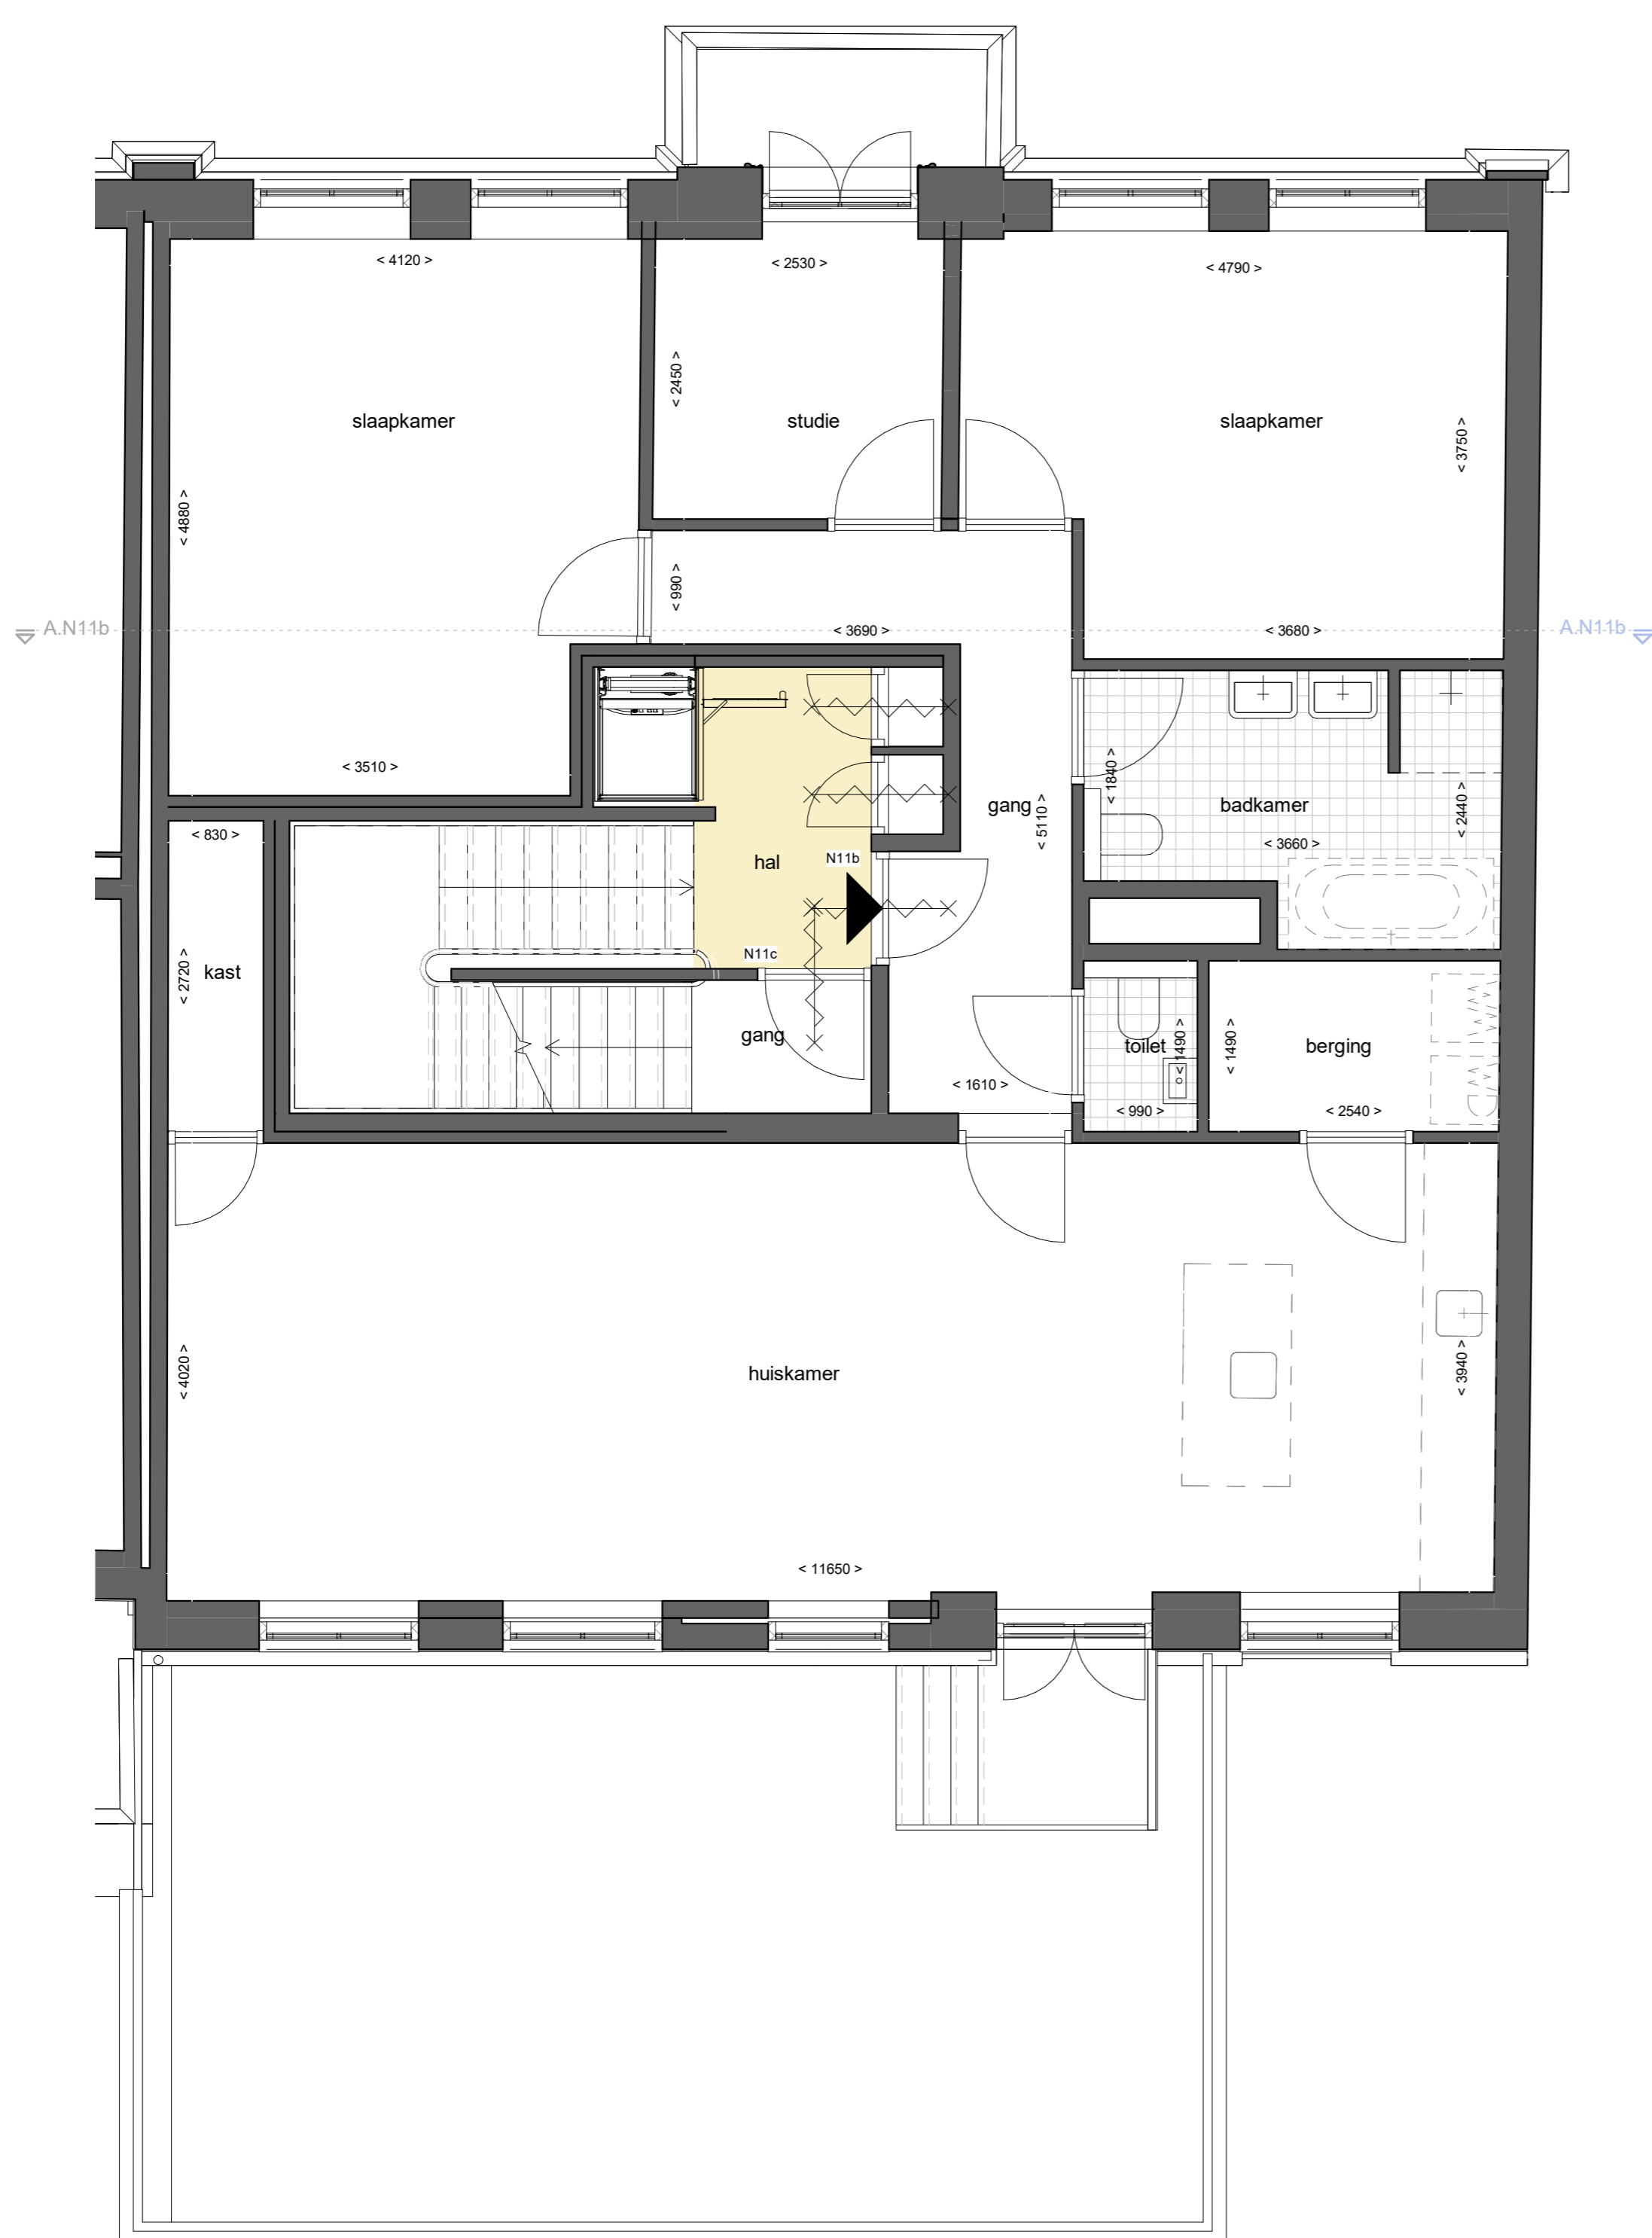 < 4120 >
< 2530 >
< 4790 >
< 2450 >
slaapkamer
studie
slaapkamer
< 3750 >
< 4880 >
< 990 >
A.N11b
< 3690 >
< 3680 >
A.N11b
< 3510 >
< 1840 >
gang
< 5110 >
badkamer
< 2440 >
< 830 >
< 3660 >
hal
N11b
N11c
kast
< 2720 >
gang
toilet
< 1490 >
< 1490 >
berging
WM
WD
< 1610 >
< 990 >
< 2540 >
< 4020 >
huiskamer
< 3940 >
< 11650 >